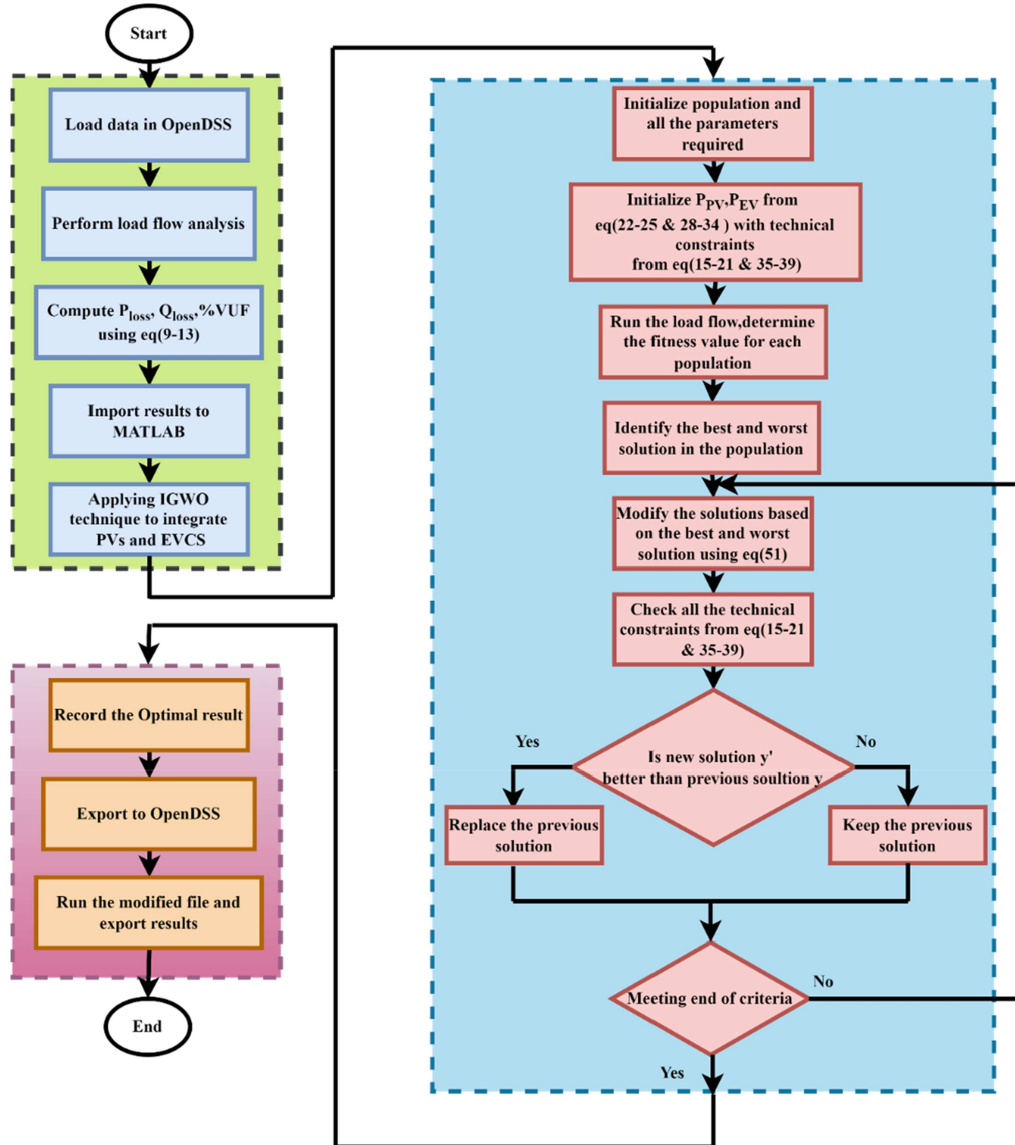 Start
Load data in OpenDSS
Perform load flow analysis
Compute Ploss, Qloss,%VUF
using eq(9-13)
Import results to
MATLAB
Applying IGWO
technique to integrate
PVs and EVCS
Initialize population and
all the parameters
required
Initialize PPV,PEV from
eq(22-25 & 28-34 ) with technical
constraints
from eq(15-21 & 35-39)
Run the load flow,determine
the fitness value for each
population
Identify the best and worst
solution in the population
Modify the solutions based
on the best and worst
solution using eq(51)
Check all the technical
constraints from eq(15-21
& 35-39)
Is new solution y'
better than previous soultion y
Yes
No
Replace the previous
solution
Keep the previous
solution
Meeting end of criteria
No
Yes
Record the Optimal result
Export to OpenDSS
Run the modified file and
export results
End